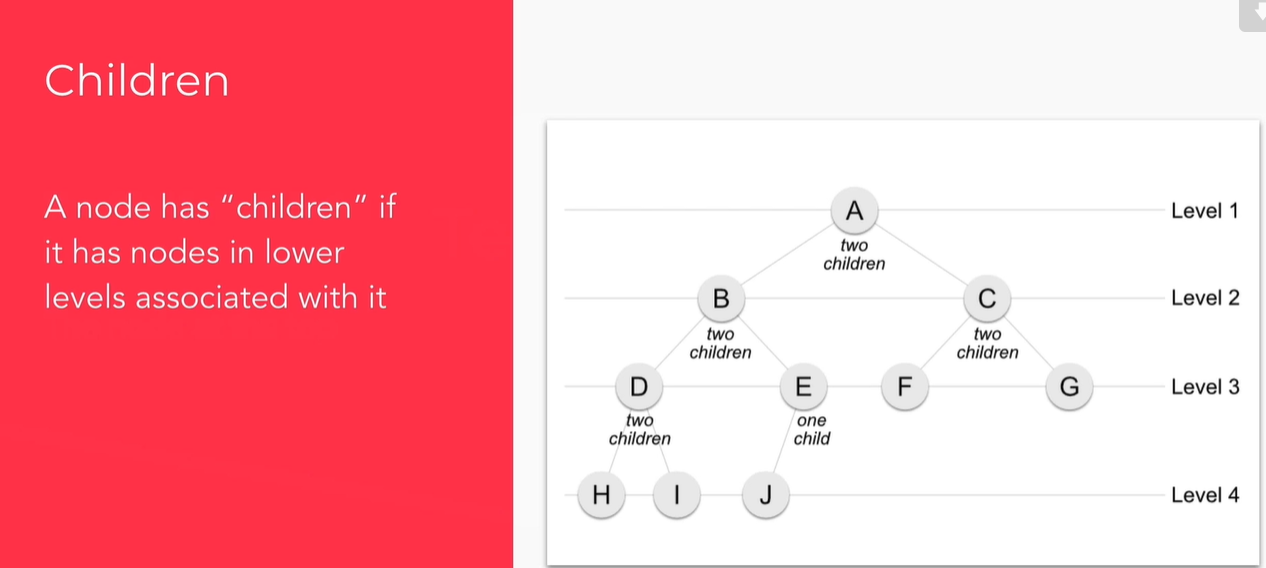 Children
A node has “children” if
it has nodes in lower
levels associated with it
A
Level 1
two
children
B
C
Level 2
two
children
two
children
D
E
F
G
Level 3
two
children
one
child
H
I
J
Level 4